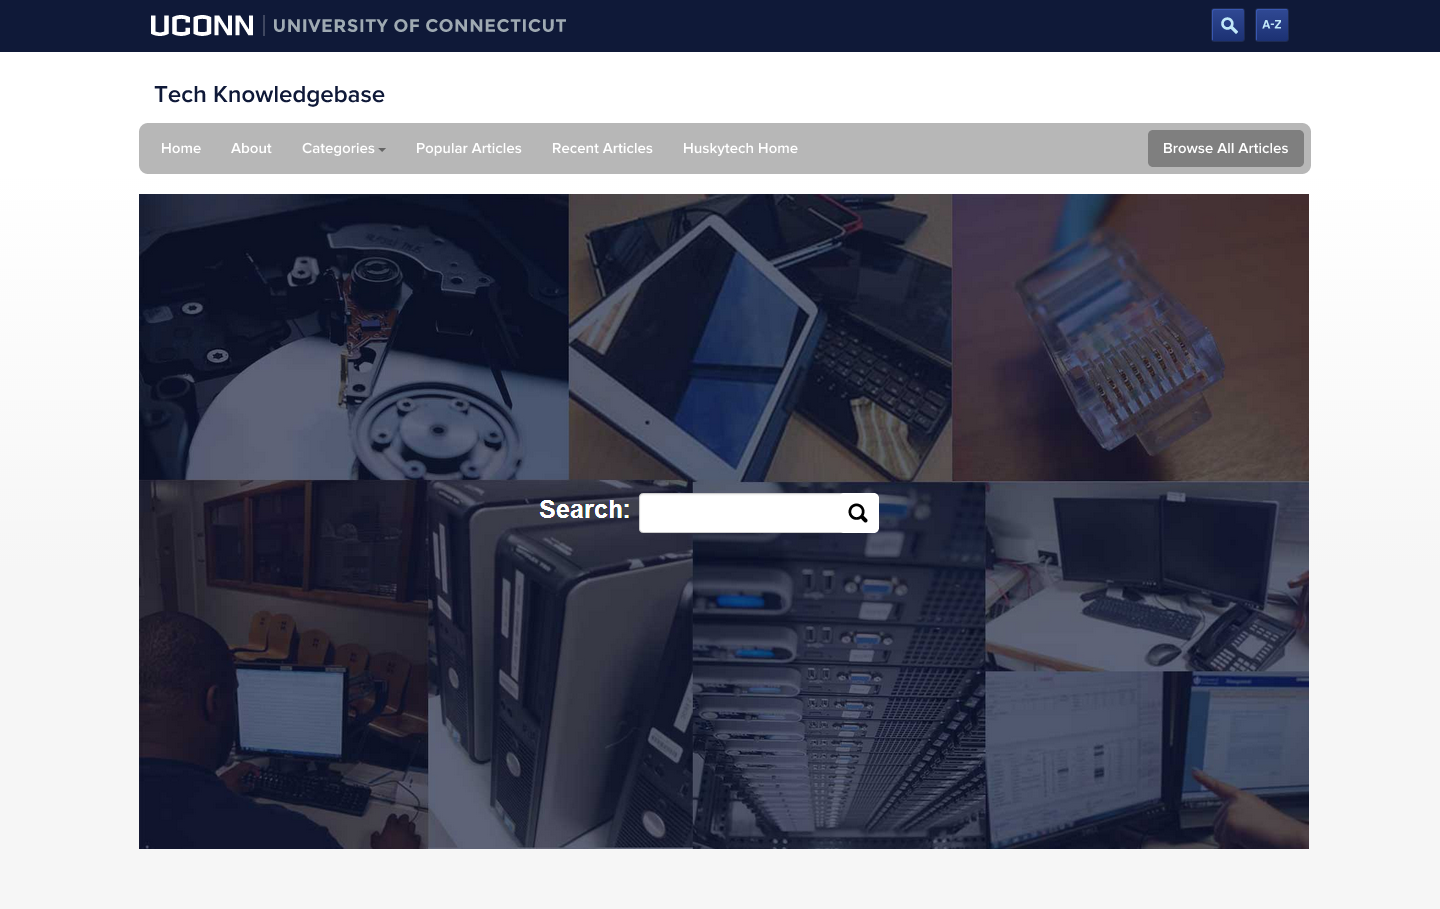 UCONN UNIVERSITY OF CONNECTICUT
A-Z
Tech Knowledgebase
Home About Categories Popular Articles Recent Articles Huskytech Home Browse All Articles
Search: